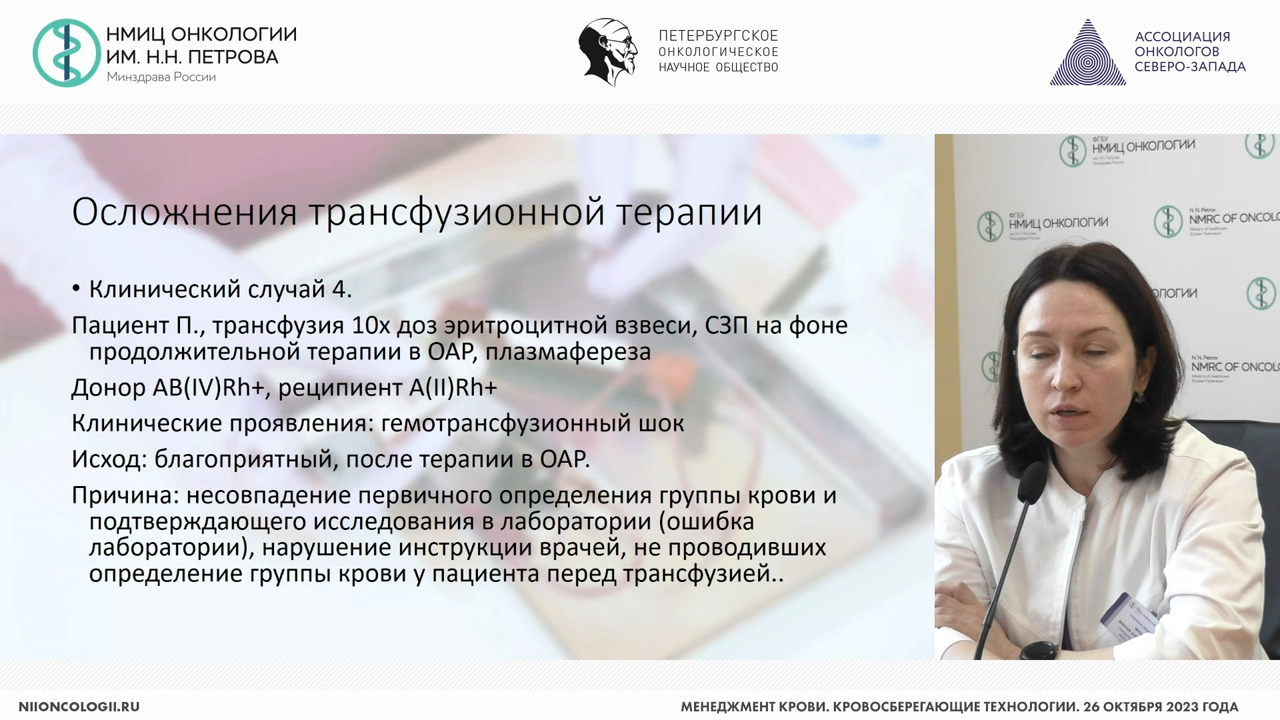 НМИЦ ОНКОЛОГИИ
ИМ. Н.Н. ПЕТРОВА
Минздрава России
ПЕТЕРБУРГСКОЕ
ОНКОЛОГИЧЕСКОЕ
НАУЧНОЕ ОБЩЕСТВО
АССОЦИАЦИЯ
ОНКОЛОГОВ
СЕВЕРО-ЗАПАДА
Осложнения трансфузионной терапии
• Клинический случай 4.
Пациент П., трансфузия 10х доз эритроцитной взвеси, СЗП на фоне
продолжительной терапии в ОАР, плазмафереза
Донор AB(IV)Rh+, реципиент A(II)Rh+
Клинические проявления: гемотрансфузионный шок
Исход: благоприятный, после терапии в ОАР.
Причина: несовпадение первичного определения группы крови и
подтверждающего исследования в лаборатории (ошибка
лаборатории), нарушение инструкции врачей, не проводивших
определение группы крови у пациента перед трансфузией..
ФГБУ
НМИЦ ОНКОЛОГИИ
ФГБУ
НМИЦ ОНКОЛОГИИ
N.N. Petrov
NMRC OF ONCOLO
ОЛОГИИ
N.N. Petrov
NMRC OF ONCOLO
NIIONCOLOGII.RU
МЕНЕДЖМЕНТ КРОВИ. КРОВОСБЕРЕГАЮЩИЕ ТЕХНОЛОГИИ. 26 ОКТЯБРЯ 2023 ГОДА